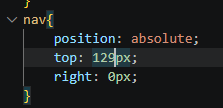 }
nav{
position: absolute;
top: 129px;
right: 0px;
}